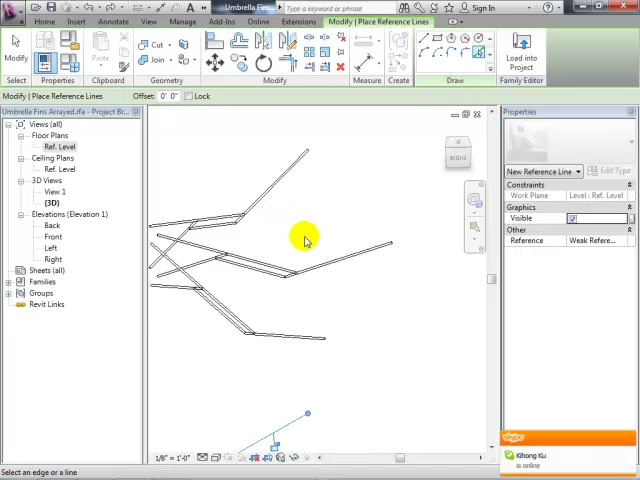 Umbrella Fins...
Type a keyword or phrase
Sign In
Home
Insert
Annotate
View
Manage
Add-Ins
Online
Extensions
Modify | Place Reference Lines
Modify
Cut
Join
Load into
Project
Select
Properties
Clipboard
Geometry
Modify
Measure
Create
Draw
Family Editor
Modify | Place Reference Lines
Offset: 0' 0"
Lock
Umbrella Fins Arrayed.rfa - Project Br...
Views (all)
Floor Plans
Ref. Level
Ceiling Plans
Ref. Level
3D Views
View 1
{3D}
Elevations (Elevation 1)
Back
Front
Left
Right
Sheets (all)
Families
Groups
Revit Links
RIGHT
Properties
New Reference Line
Edit Type
Constraints
Work Plane
Level : Ref. Level
Graphics
Visible
Other
Reference
Weak Refere...
1/8" = 1'-0"
skype
Kihong Ku
is online
Select an edge or a line